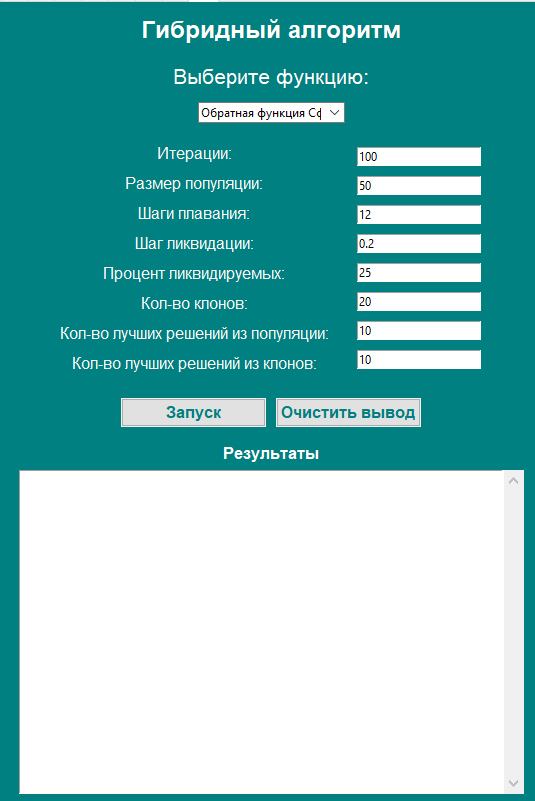 Гибридный алгоритм
Выберите функцию:
Обратная функция Сф
Итерации: 100
Размер популяции: 50
Шаги плавания: 12
Шаг ликвидации: 0.2
Процент ликвидируемых: 25
Кол-во клонов: 20
Кол-во лучших решений из популяции: 10
Кол-во лучших решений из клонов: 10
Запуск Очистить вывод
Результаты